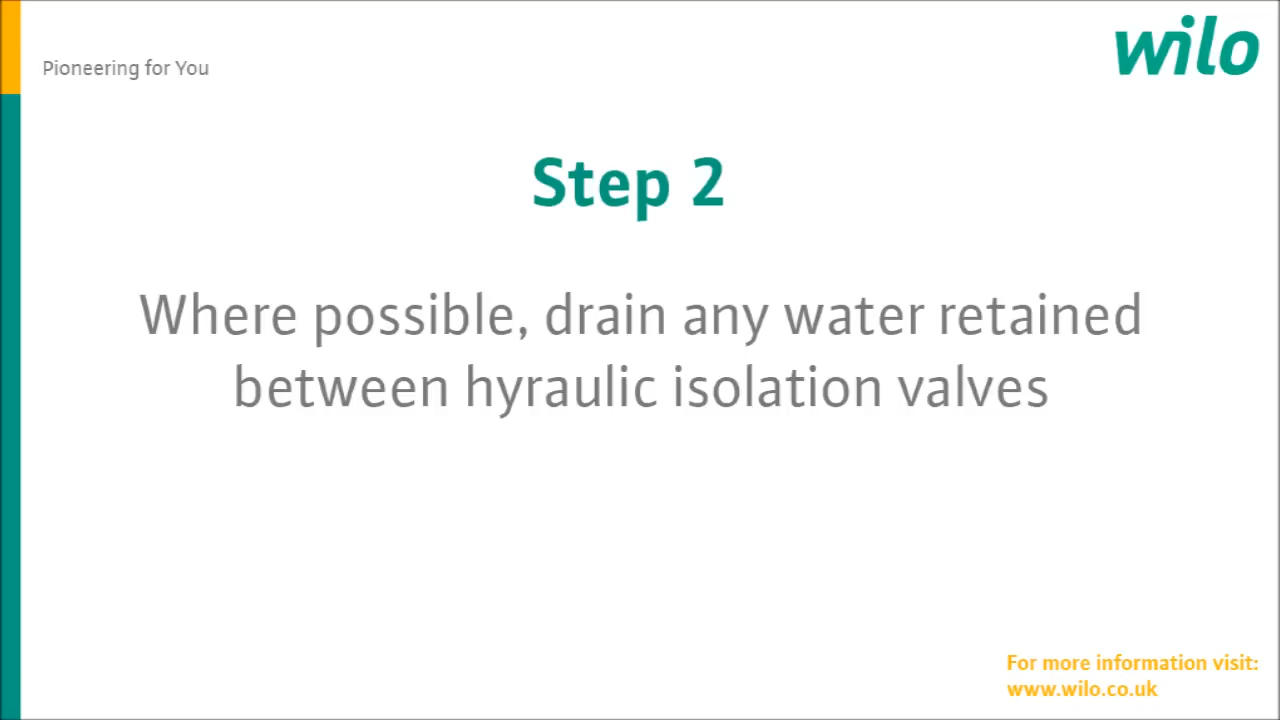 wilo
Pioneering for You
Step 2
Where possible, drain any water retained
between hyraulic isolation valves
For more information visit:
www.wilo.co.uk